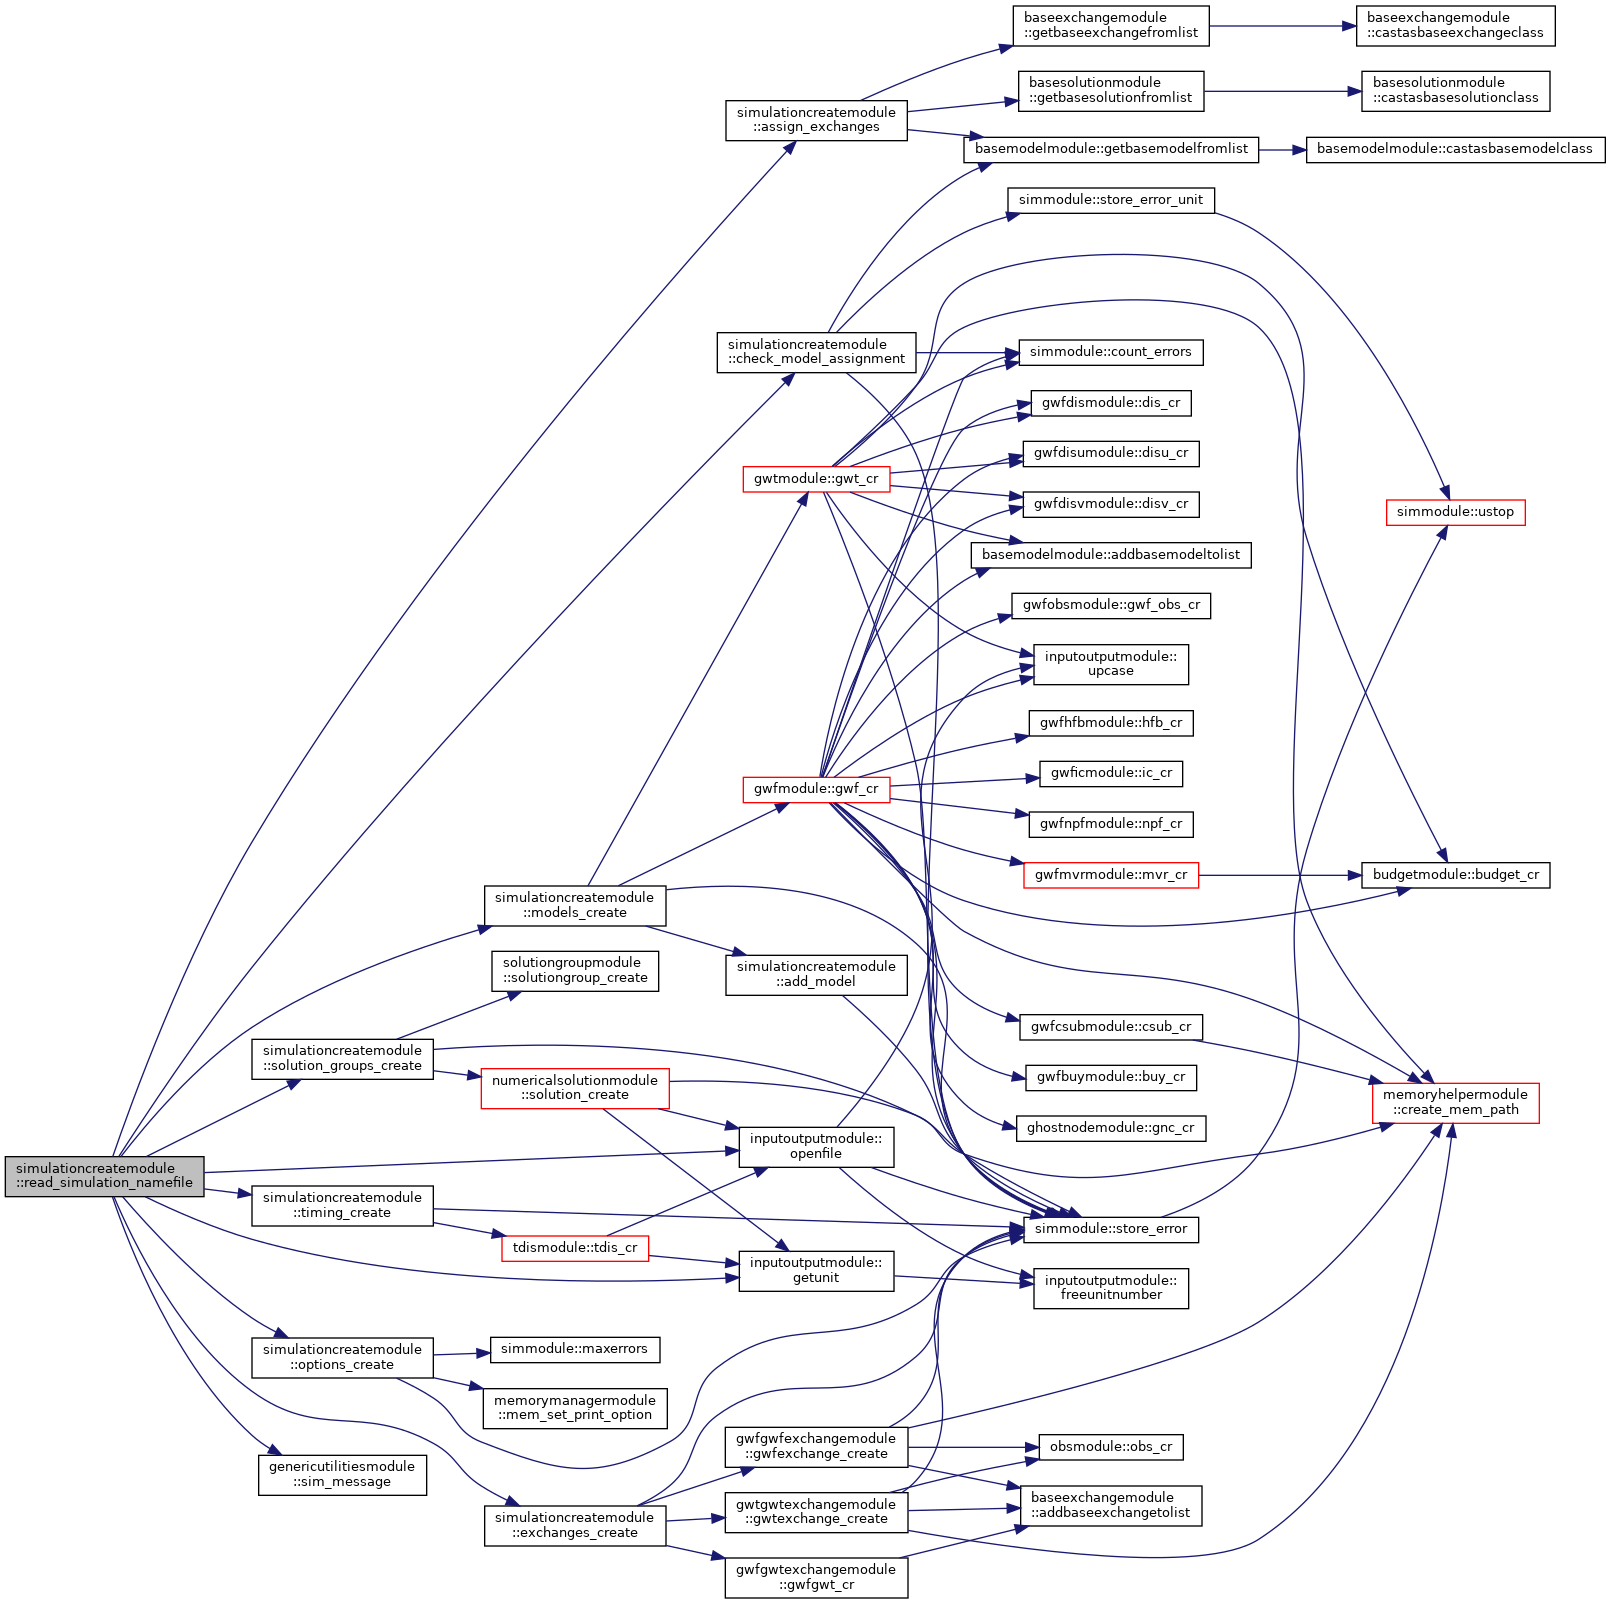 baseexchangemodule
::getbaseexchangefromlist
baseexchangemodule
::castasbaseexchangeclass
basesolutionmodule
::getbasesolutionfromlist
basesolutionmodule
::castasbasesolutionclass
simulationcreatemodule
::assign_exchanges
basemodelmodule::getbasemodelfromlist
basemodelmodule::castasbasemodelclass
simmodule::store_error_unit
simulationcreatemodule
::check_model_assignment
simmodule::count_errors
gwfdismodule::dis_cr
gwfdisumodule::disu_cr
gwtmodule::gwt_cr
gwfdisvmodule::disv_cr
simmodule::ustop
basemodelmodule::addbasemodeltolist
gwfobsmodule::gwf_obs_cr
inputoutputmodule::
upcase
gwfhfbmodule::hfb_cr
gwficmodule::ic_cr
gwfmodule::gwf_cr
gwfnpfmodule::npf_cr
gwfmvrmodule::mvr_cr
budgetmodule::budget_cr
simulationcreatemodule
::models_create
solutiongroupmodule
::solutiongroup_create
simulationcreatemodule
::add_model
gwfcsubmodule::csub_cr
simulationcreatemodule
::solution_groups_create
numericalsolutionmodule
::solution_create
gwfbuymodule::buy_cr
memoryhelpermodule
::create_mem_path
ghostnodemodule::gnc_cr
inputoutputmodule::
openfile
simulationcreatemodule
::read_simulation_namefile
simulationcreatemodule
::timing_create
simmodule::store_error
tdismodule::tdis_cr
inputoutputmodule::
getunit
inputoutputmodule::
freeunitnumber
simulationcreatemodule
::options_create
simmodule::maxerrors
memorymanagermodule
::mem_set_print_option
gwfgwfexchangemodule
::gwfexchange_create
obsmodule::obs_cr
genericutilitiesmodule
::sim_message
gwtgwtexchangemodule
::gwtexchange_create
baseexchangemodule
::addbaseexchangetolist
simulationcreatemodule
::exchanges_create
gwfgwtexchangemodule
::gwfgwt_cr